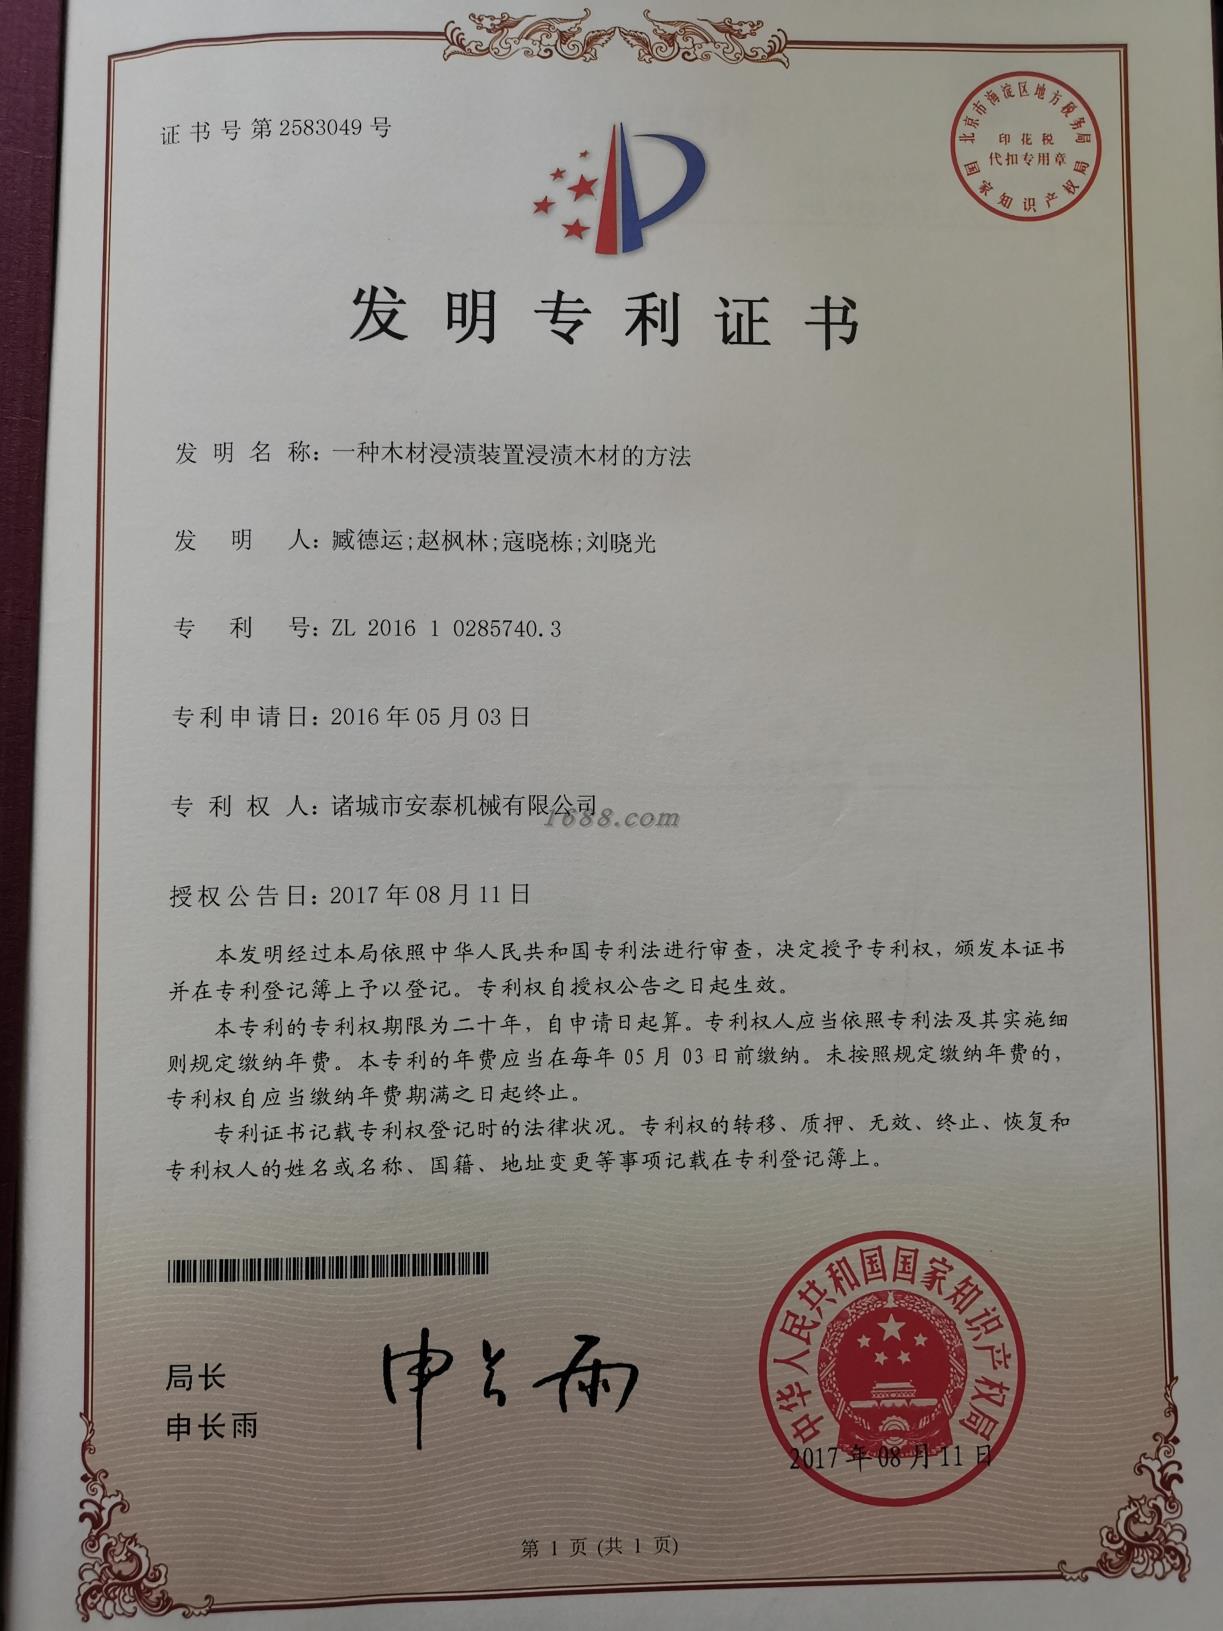 证书号第2583049号
北京市海淀区地方税务局
印花税
代扣专用章
国家知识产权局
发明专利证书
发明名称：一种木材浸渍装置浸渍木材的方法
发明人：臧德运;赵枫林;寇晓栋;刘晓光
专利号：ZL 2016 1 0285740.3
专利申请日：2016年05月03日
专利权人：诸城市安泰机械有限公司
1688.com
授权公告日：2017年08月11日
本发明经过本局依照中华人民共和国专利法进行审查，决定授予专利权，颁发本证书
并在专利登记簿上予以登记。专利权自授权公告之日起生效。
本专利的专利权期限为二十年，自申请日起算。专利权人应当依照专利法及其实施细
则规定缴纳年费。本专利的年费应当在每年05月03日前缴纳。未按照规定缴纳年费的，
专利权自应当缴纳年费期满之日起终止。
专利证书记载专利权登记时的法律状况。专利权的转移、质押、无效、终止、恢复和
专利权人的姓名或名称、国籍、地址变更等事项记载在专利登记簿上。
局长
申长雨
申长雨
中华人民共和国国家知识产权局
2017年08月11日
第1页(共1页)